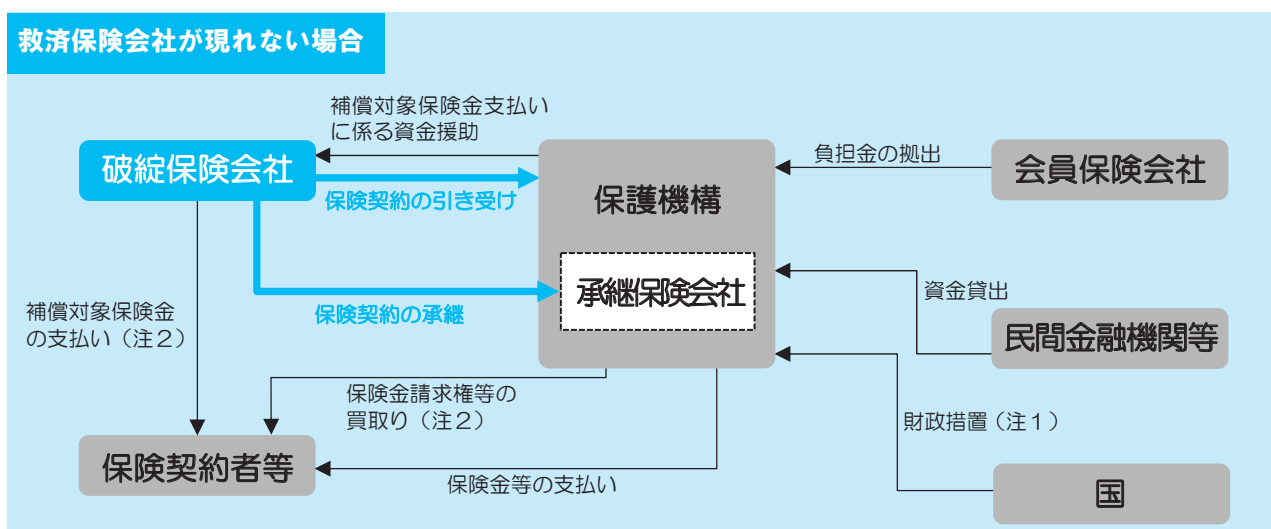 救済保険会社が現れない場合
補償対象保険金支払い
に係る資金援助
破綻保険会社
保険契約の引き受け
保護機構
負担金の拠出
会員保険会社
承継保険会社
保険契約の承継
資金貸出
民間金融機関等
補償対象保険金
の支払い（注２）
保険金請求権等の
買取り（注２）
財政措置（注１）
保険契約者等
保険金等の支払い
国